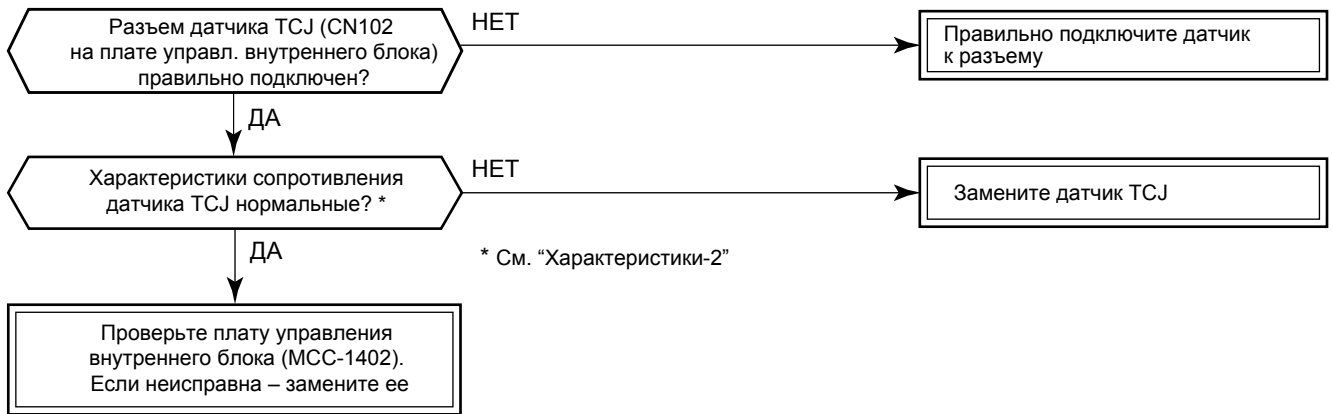 Разъем датчика TCJ (CN102
на плате управл. внутреннего блока)
правильно подключен?
НЕТ
Правильно подключите датчик
к разъему
ДА
Характеристики сопротивления
датчика TCJ нормальные? *
НЕТ
Замените датчик TCJ
ДА
* См. “Характеристики-2”
Проверьте плату управления
внутреннего блока (MCC-1402).
Если неисправна – замените ее